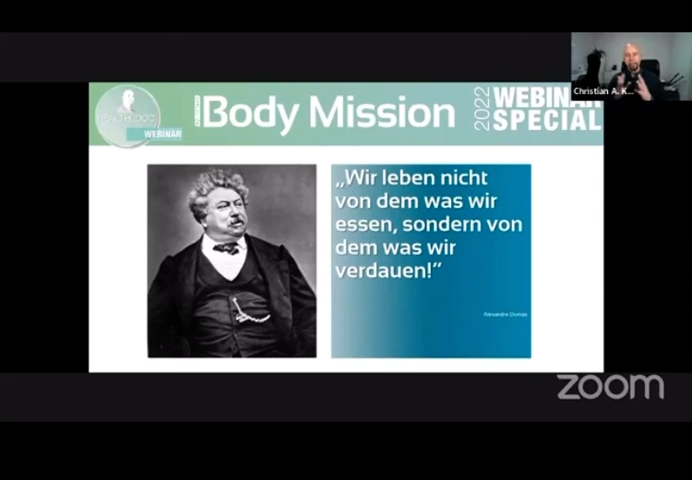 Christian A. K...
Body Mission
2022
WEBINAR
SPECIAL
WEBINAR
„Wir leben nicht
von dem was wir
essen, sondern von
dem was wir
verdauen!”
Alexandre Dumas
zoom